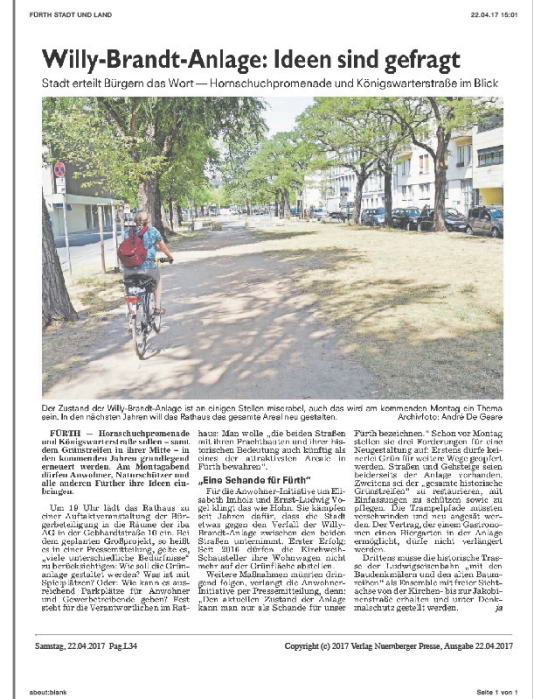 FÜRTH STADT UND LAND
22.04.17 15:01
Willy-Brandt-Anlage: Ideen sind gefragt
Stadt erteilt Bürgern das Wort — Hornschuchpromenade und Königswarterstraße im Blick
Der Zustand der Willy-Brandt-Anlage ist an einigen Stellen miserabel, auch das wird am kommenden Montag ein Thema
sein. In den nächsten Jahren will das Rathaus das gesamte Areal neu gestalten.
Archivfoto: André De Geare
FÜRTH — Hornschuchpromenade
und Königswarterstraße sollen – samt
dem Grünstreifen in ihrer Mitte – in
den kommenden Jahren grundlegend
erneuert werden. Am Montagabend
dürfen Anwohner, Naturschützer und
alle anderen Fürther ihre Ideen ein-
bringen.
Um 19 Uhr lädt das Rathaus zu
einer Auftaktveranstaltung der Bür-
gerbeteiligung in die Räume der iba
AG in der Gebhardtstraße 10 ein. Bei
dem geplanten Großprojekt, so heißt
es in einer Pressemitteilung, gelte es,
„viele unterschiedliche Bedürfnisse"
zu berücksichtigen: Wie soll die Grün-
anlage gestaltet werden? Was ist mit
Spielplätzen? Oder: Wie kann es aus-
reichend Parkplätze für Anwohner
und Gewerbetreibende geben? Fest
steht für die Verantwortlichen im Rat-
haus: Man wolle „die beiden Straßen
mit ihren Prachtbauten und ihrer his-
torischen Bedeutung auch künftig als
eines der attraktivsten Areale in
Fürth bewahren".
„Eine Schande für Fürth"
Für die Anwohner-Initiative um Eli-
sabeth Imholz und Ernst-Ludwig Vo-
gel klingt das wie Hohn. Sie kämpfen
seit Jahren dafür, dass die Stadt
etwas gegen den Verfall der Willy-
Brandt-Anlage zwischen den beiden
Straßen unternimmt. Erster Erfolg:
Seit 2016 dürfen die Kirchweih-
Schausteller ihre Wohnwagen nicht
mehr auf der Grünfläche abstellen.
Weitere Maßnahmen müssten drin-
gend folgen, verlangt die Anwohner-
Initiative per Pressemitteilung, denn:
„Den aktuellen Zustand der Anlage
kann man nur als Schande für unser
Fürth bezeichnen." Schon vor Montag
stellen sie drei Forderungen für eine
Neugestaltung auf: Erstens dürfe kei-
nerlei Grün für weitere Wege geopfert
werden. Straßen und Gehsteige seien
beiderseits der Anlage vorhanden.
Zweitens sei der „gesamte historische
Grünstreifen" zu restaurieren, mit
Einfassungen zu schützen sowie zu
pflegen. Die Trampelpfade müssten
verschwinden und neu angesät wer-
den. Der Vertrag, der einem Gastrono-
men einen Biergarten in der Anlage
ermöglicht, dürfe nicht verlängert
werden.
Drittens müsse die historische Tras-
se der Ludwigseisenbahn „mit den
Baudenkmälern und den alten Baum-
reihen" als Ensemble mit freier Sicht-
achse von der Kirchen- bis zur Jakobi-
nenstraße erhalten und unter Denk-
malschutz gestellt werden.
ja
Samstag, 22.04.2017 Pag.L34
Copyright (c) 2017 Verlag Nuernberger Presse, Ausgabe 22.04.2017
about:blank
Seite 1 von 1